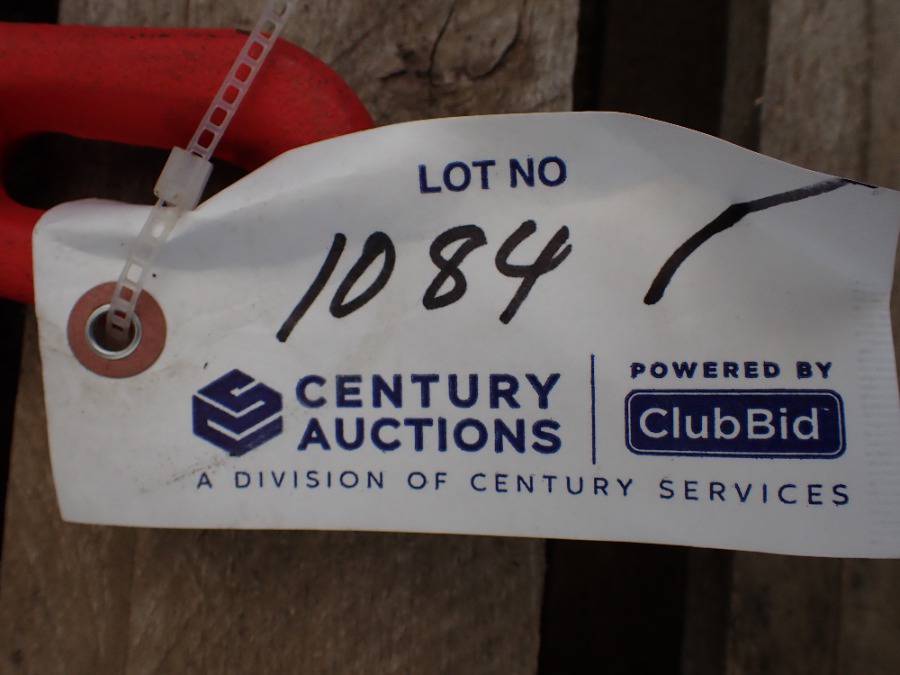 LOT NO
1084
CENTURY
AUCTIONS
POWERED BY
ClubBid
A DIVISION OF CENTURY SERVICES